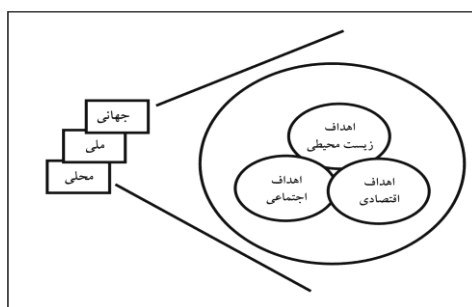 جهانی
ملی
محلی
اهداف
زیست محیطی
اهداف
اقتصادی
اهداف
اجتماعی